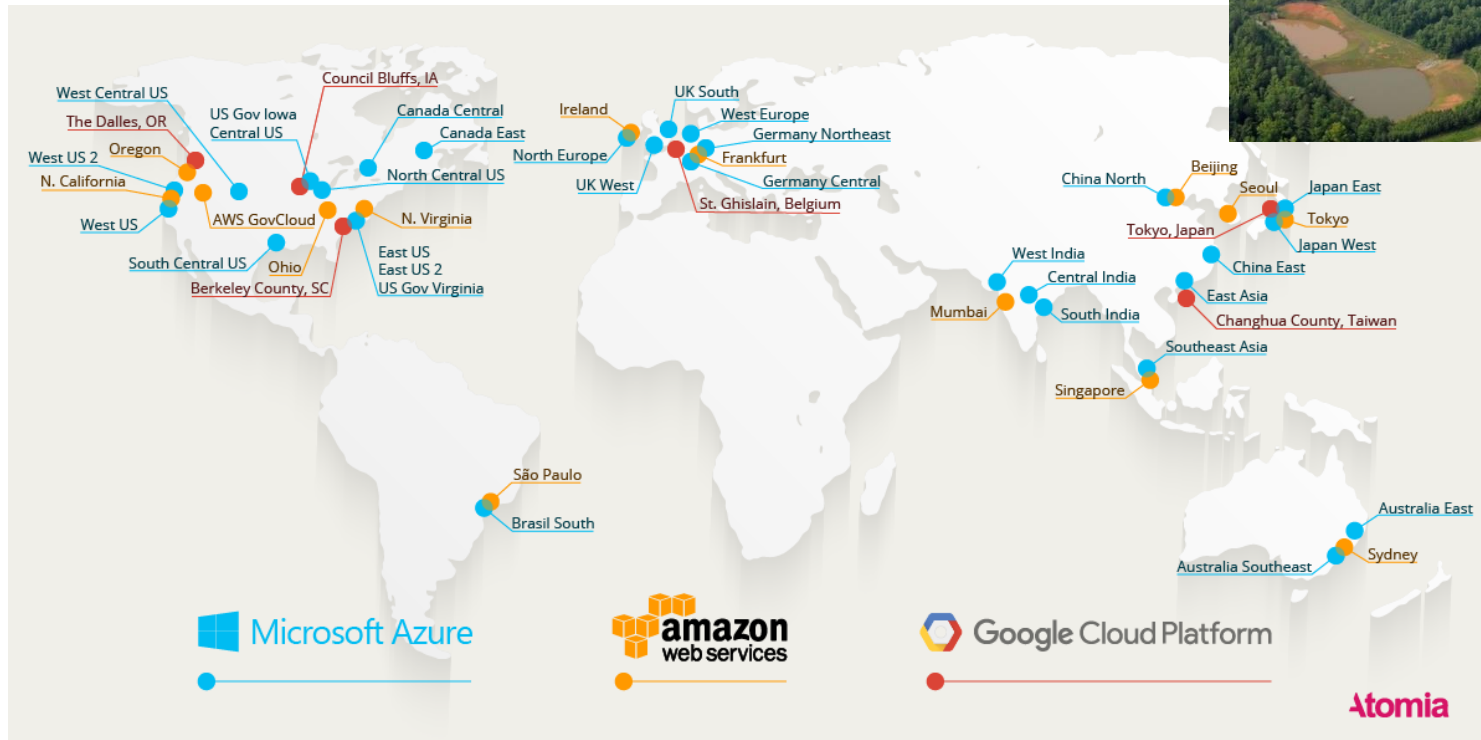 Council Bluffs, IA
West Central US
The Dalles, OR
US Gov Iowa
Central US
Canada Central
Canada East
Oregon
West US 2
N. California
North Central US
West US
AWS GovCloud
N. Virginia
South Central US
Ohio
Berkeley County, SC
East US
East US 2
US Gov Virginia
Ireland
UK South
West Europe
Germany Northeast
North Europe
Frankfurt
UK West
Germany Central
St. Ghislain, Belgium
China North
Beijing
Seoul
Japan East
Tokyo, Japan
Tokyo
Japan West
West India
Central India
China East
East Asia
Mumbai
South India
Changhua County, Taiwan
Southeast Asia
Singapore
São Paulo
Brasil South
Australia East
Sydney
Australia Southeast
Microsoft Azure
amazon
web services
Google Cloud Platform
Atomia